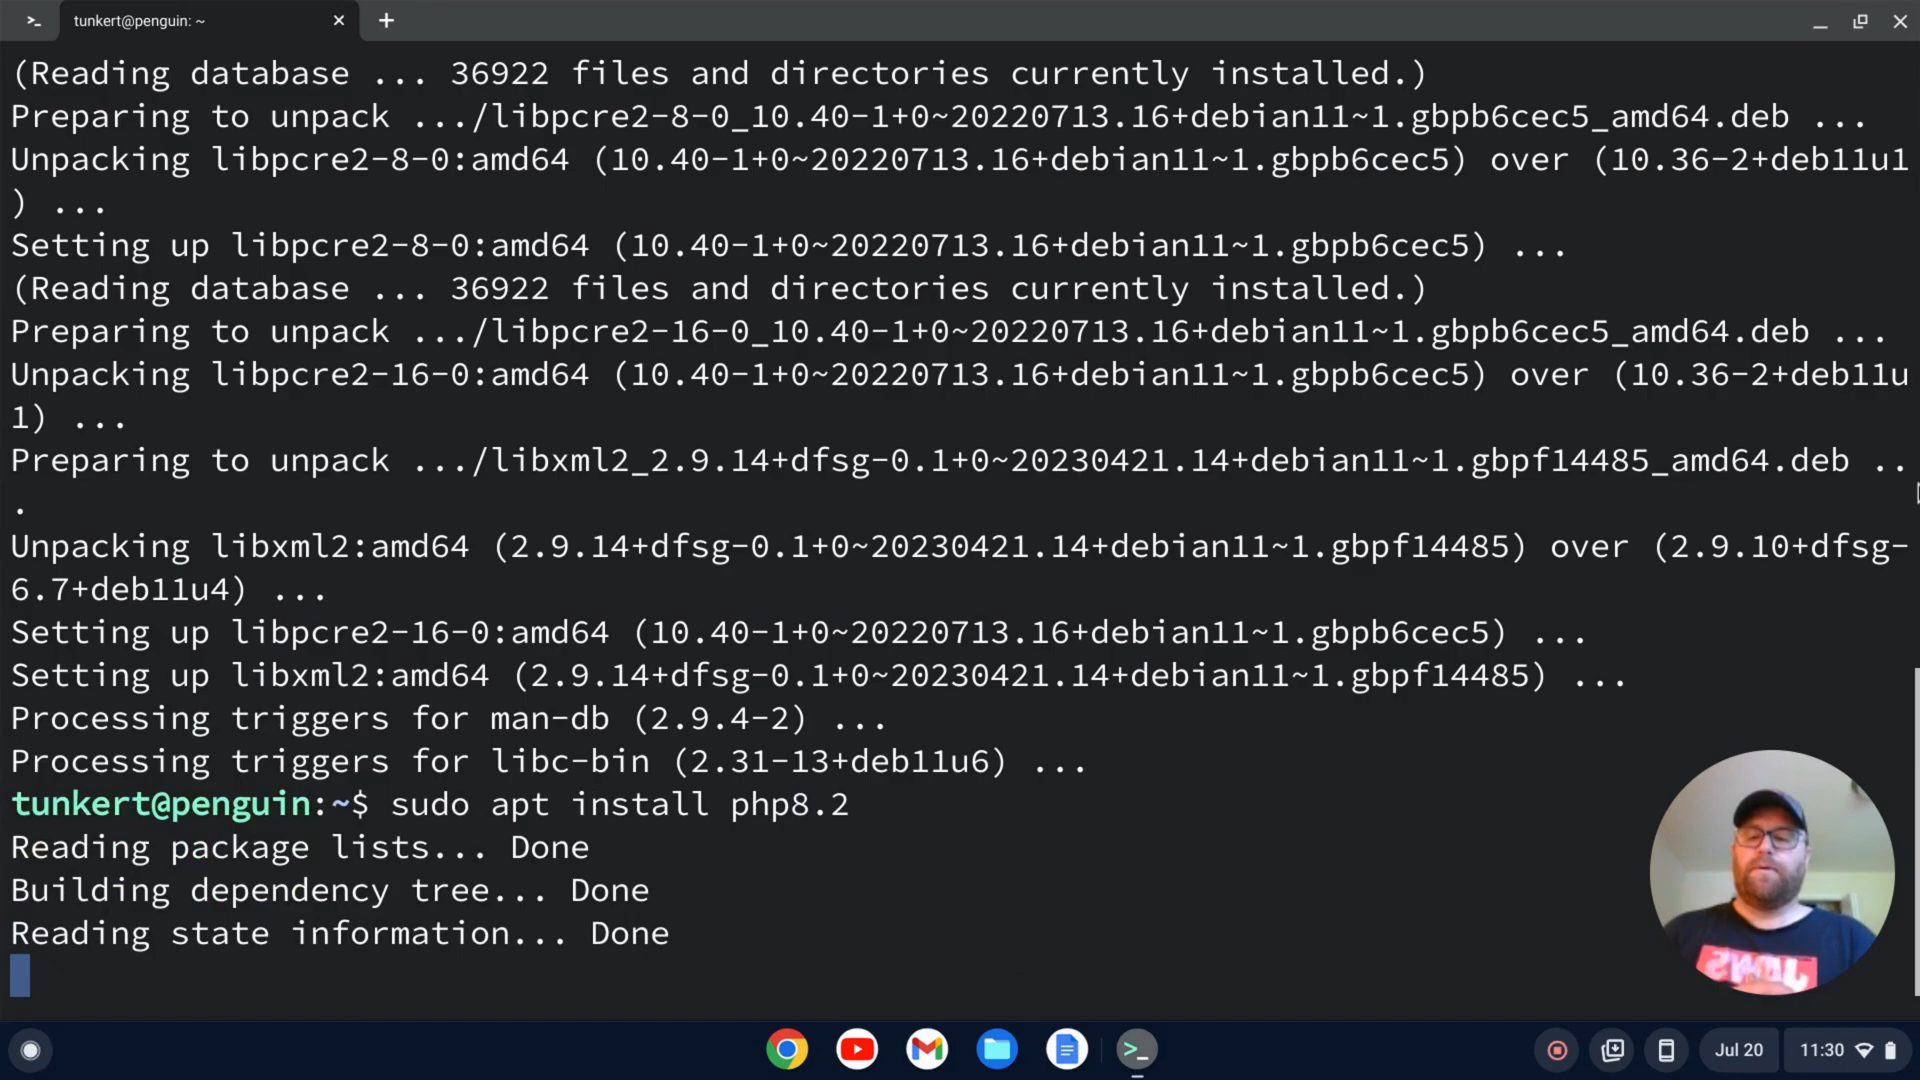 tunkert@penguin: ~
(Reading database ... 36922 files and directories currently installed.)
Preparing to unpack .../libpcre2-8-0_10.40-1+0~20220713.16+debian11~1.gbpb6cec5_amd64.deb ...
Unpacking libpcre2-8-0:amd64 (10.40-1+0~20220713.16+debian11~1.gbpb6cec5) over (10.36-2+deb11u1
) ...
Setting up libpcre2-8-0:amd64 (10.40-1+0~20220713.16+debian11~1.gbpb6cec5) ...
(Reading database ... 36922 files and directories currently installed.)
Preparing to unpack .../libpcre2-16-0_10.40-1+0~20220713.16+debian11~1.gbpb6cec5_amd64.deb ...
Unpacking libpcre2-16-0:amd64 (10.40-1+0~20220713.16+debian11~1.gbpb6cec5) over (10.36-2+deb11u
1) ...
Preparing to unpack .../libxml2_2.9.14+dfsg-0.1+0~20230421.14+debian11~1.gbpf14485_amd64.deb ..
.
Unpacking libxml2:amd64 (2.9.14+dfsg-0.1+0~20230421.14+debian11~1.gbpf14485) over (2.9.10+dfsg-
6.7+deb11u4) ...
Setting up libpcre2-16-0:amd64 (10.40-1+0~20220713.16+debian11~1.gbpb6cec5) ...
Setting up libxml2:amd64 (2.9.14+dfsg-0.1+0~20230421.14+debian11~1.gbpf14485) ...
Processing triggers for man-db (2.9.4-2) ...
Processing triggers for libc-bin (2.31-13+deb11u6) ...
tunkert@penguin:~$ sudo apt install php8.2
Reading package lists... Done
Building dependency tree... Done
Reading state information... Done
Jul 20
11:30